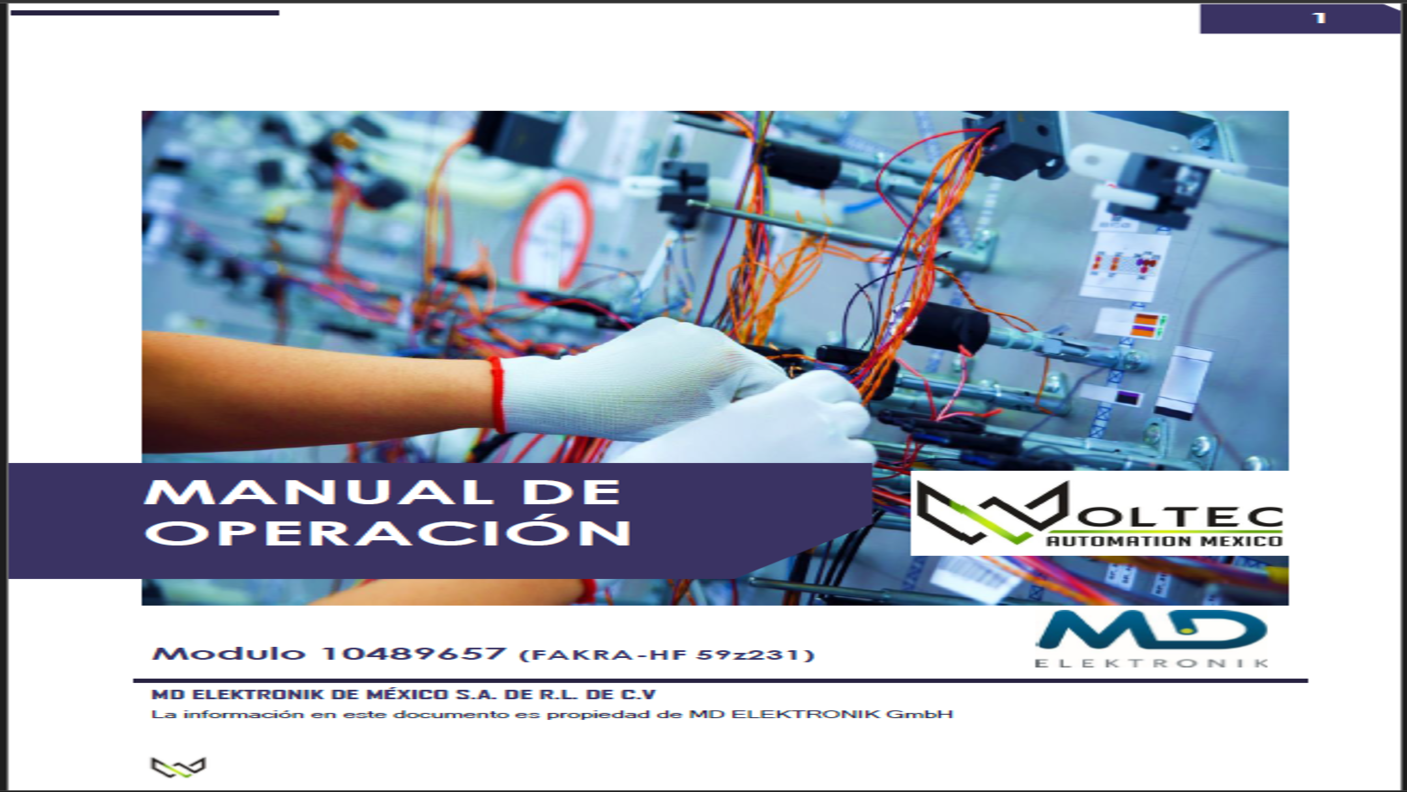 1
MANUAL DE
OPERACIÓN
WOLTEC
AUTOMATION MEXICO
MD
ELEKTRONIK
Modulo 10489657 (FAKRA-HF 59z231)
MD ELEKTRONIK DE MÉXICO S.A. DE R.L. DE C.V
La información en este documento es propiedad de MD ELEKTRONIK GmbH